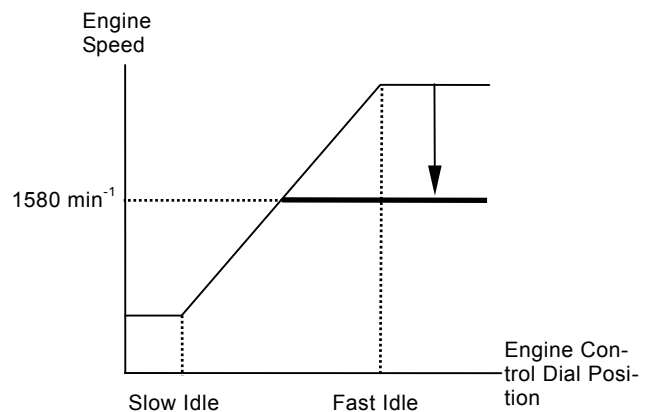 Engine
Speed
1580 min⁻¹
Engine Con-
trol Dial Posi-
tion
Slow Idle
Fast Idle